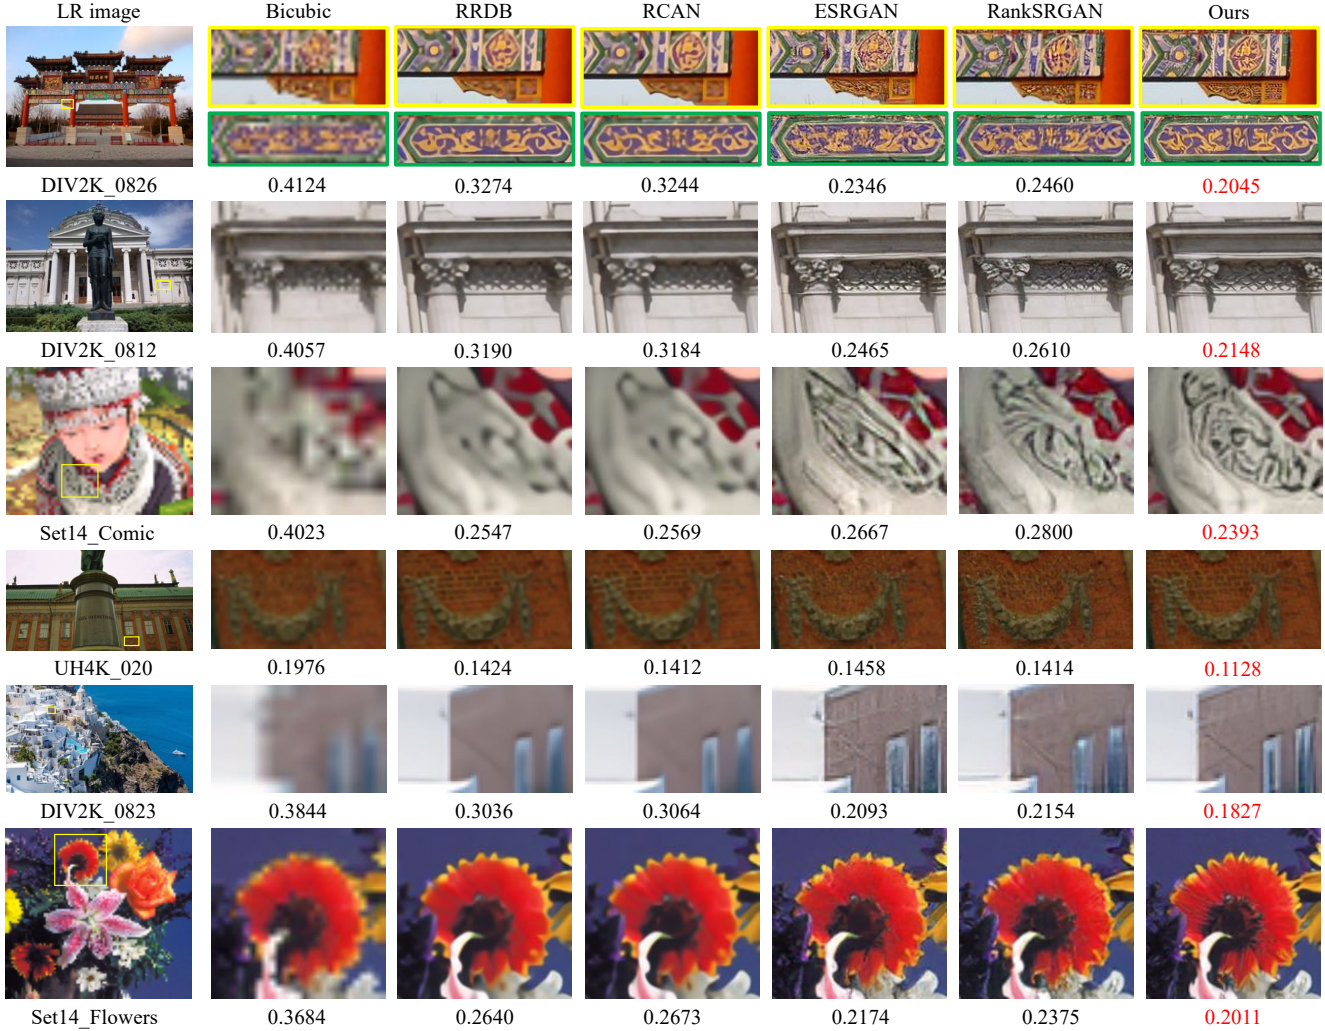 LR image Bicubic RRDB RCAN ESRGAN RankSRGAN Ours
DIV2K_0826 0.4124 0.3274 0.3244 0.2346 0.2460 0.2045
DIV2K_0812 0.4057 0.3190 0.3184 0.2465 0.2610 0.2148
Set14_Comic 0.4023 0.2547 0.2569 0.2667 0.2800 0.2393
UH4K_020 0.1976 0.1424 0.1412 0.1458 0.1414 0.1128
DIV2K_0823 0.3844 0.3036 0.3064 0.2093 0.2154 0.1827
Set14_Flowers 0.3684 0.2640 0.2673 0.2174 0.2375 0.2011